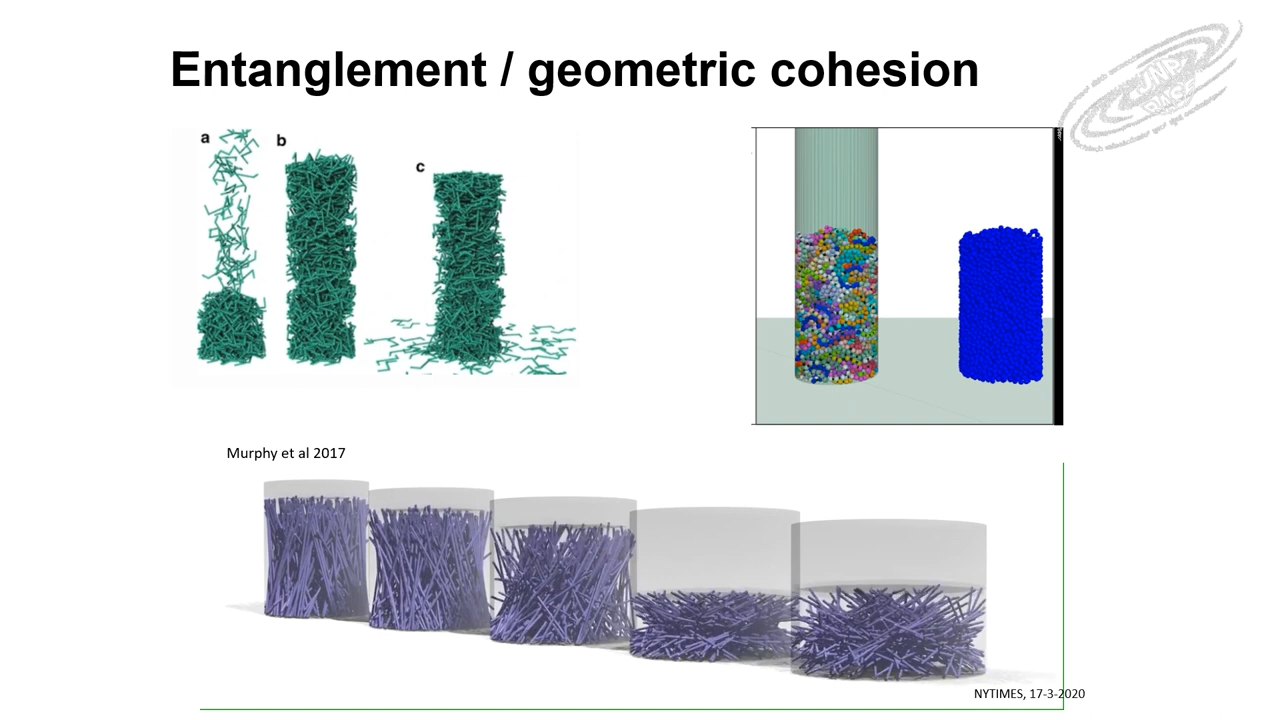 Entanglement / geometric cohesion
a
b
c
Murphy et al 2017
NYTIMES, 17-3-2020